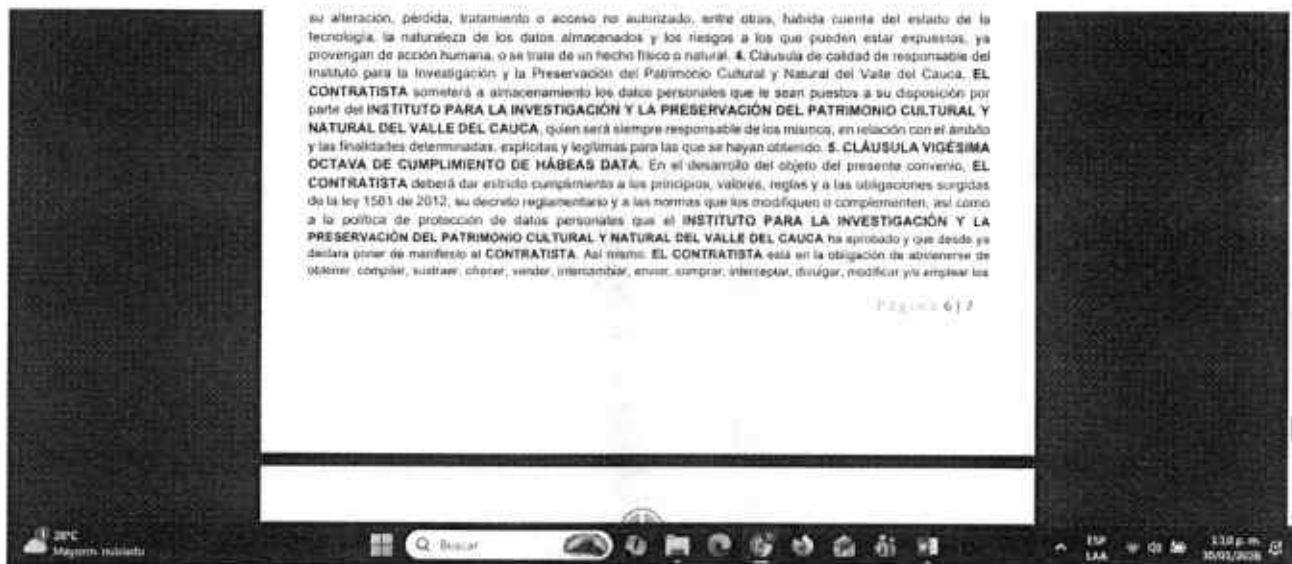 su alteración, pérdida, tratamiento o acceso no autorizado, entre otras, habida cuenta del estado de la
tecnología, la naturaleza de los datos almacenados y los riesgos a los que pueden estar expuestos, ya
provengan de acción humana, o se trate de un hecho físico o natural. 4. Cláusula de calidad de responsable del
Instituto para la Investigación y la Preservación del Patrimonio Cultural y Natural del Valle del Cauca. EL
CONTRATISTA someterá a almacenamiento los datos personales que le sean puestos a su disposición por
parte del INSTITUTO PARA LA INVESTIGACIÓN Y LA PRESERVACIÓN DEL PATRIMONIO CULTURAL Y
NATURAL DEL VALLE DEL CAUCA, quien será siempre responsable de los mismos, en relación con el ámbito
y las finalidades determinadas, explícitas y legítimas para las que se hayan obtenido. 5. CLÁUSULA VIGÉSIMA
OCTAVA DE CUMPLIMIENTO DE HÁBEAS DATA. En el desarrollo del objeto del presente convenio, EL
CONTRATISTA deberá dar estricto cumplimiento a los principios, valores, reglas y a las obligaciones surgidas
de la ley 1581 de 2012, su decreto reglamentario y a las normas que los modifiquen o complementen, así como
a la política de protección de datos personales que el INSTITUTO PARA LA INVESTIGACIÓN Y LA
PRESERVACIÓN DEL PATRIMONIO CULTURAL Y NATURAL DEL VALLE DEL CAUCA ha aprobado y que desde ya
declara poner de manifiesto al CONTRATISTA. Así mismo, EL CONTRATISTA está en la obligación de abstenerse de
obtener, compilar, sustraer, ofrecer, vender, intercambiar, enviar, comprar, interceptar, divulgar, modificar y/o emplear los
Página 6|7
Mayorm. nublado
Buscar
ESP
LAA